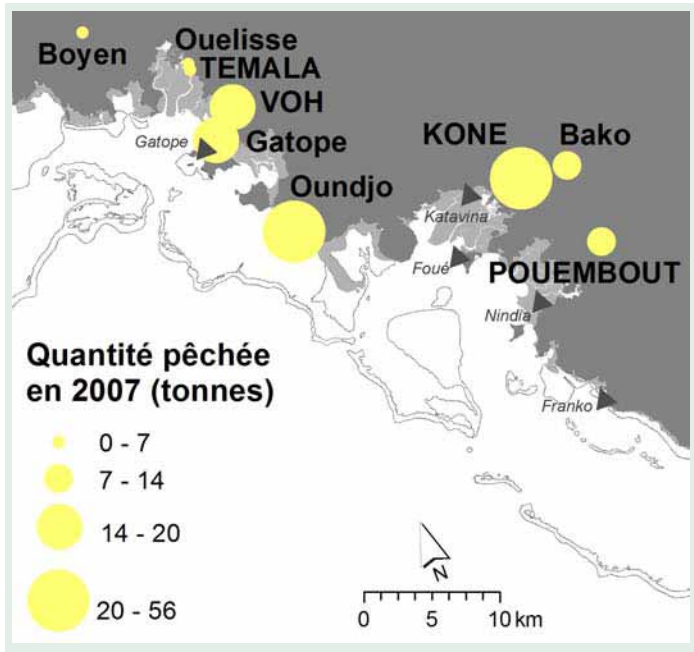 Boyen
Ouelisse
TEMALA
VOH
Gatope
Gatope
KONE
Bako
Oundjo
Katavina
Foué
POUEMBOUT
Nindia
Franko
Quantité pêchée
en 2007 (tonnes)
0 - 7
7 - 14
14 - 20
20 - 56
N
0 5 10 km